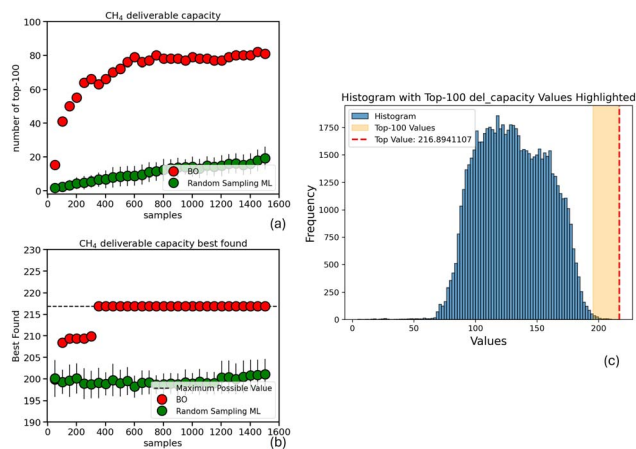 CH₄ deliverable capacity
100
80
60
40
20
0
number of top-100
BO
Random Sampling ML
0 200 400 600 800 1000 1200 1400 1600
samples
(a)
CH₄ deliverable capacity best found
230
225
220
215
210
205
200
195
190
Best Found
Maximum Possible Value
BO
Random Sampling ML
0 200 400 600 800 1000 1200 1400 1600
samples
(b)
Histogram with Top-100 del_capacity Values Highlighted
Histogram
Top-100 Values
Top Value: 216.8941107
1750
1500
1250
1000
750
500
250
0
Frequency
0 50 100 150 200
Values
(c)